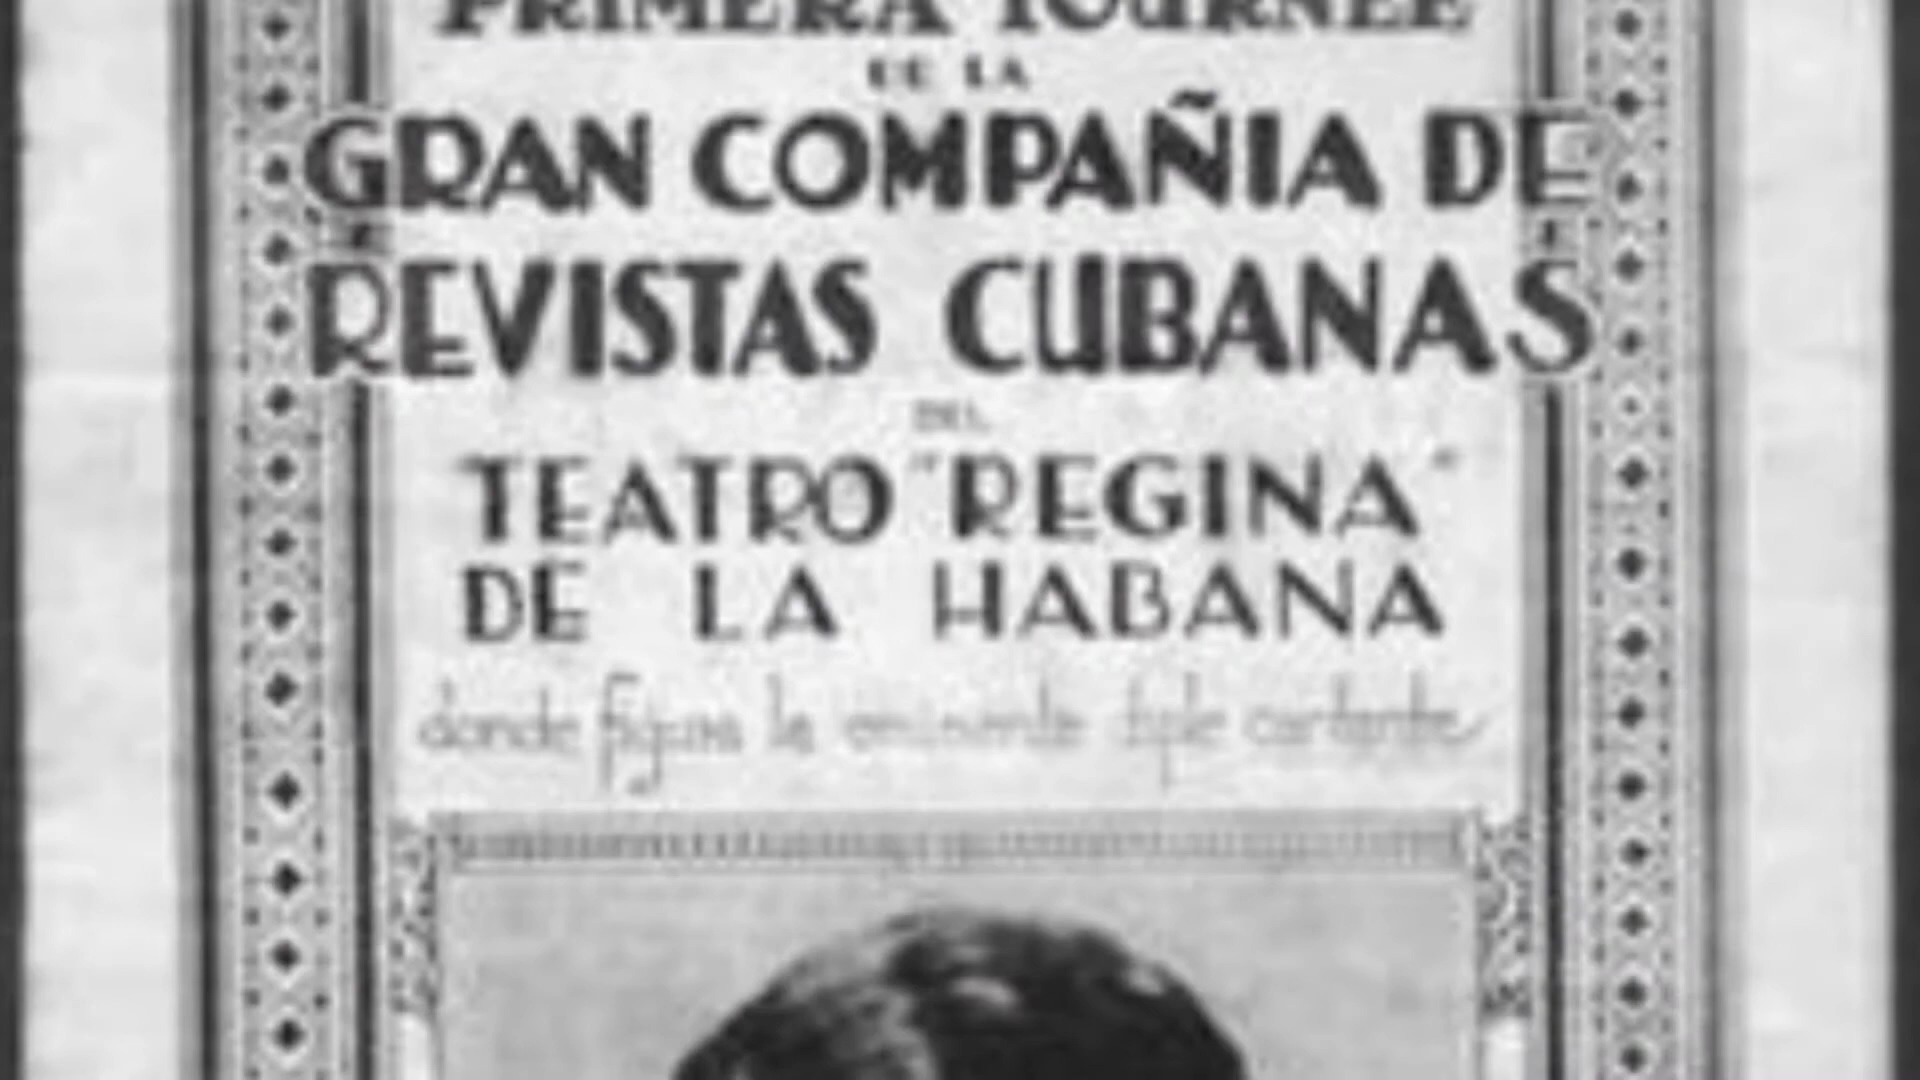 PRIMERA TOURNEE
DE LA
GRAN COMPAÑIA DE
REVISTAS CUBANAS
DEL
TEATRO "REGINA"
DE LA HABANA
donde figura la eminente tiple cantante